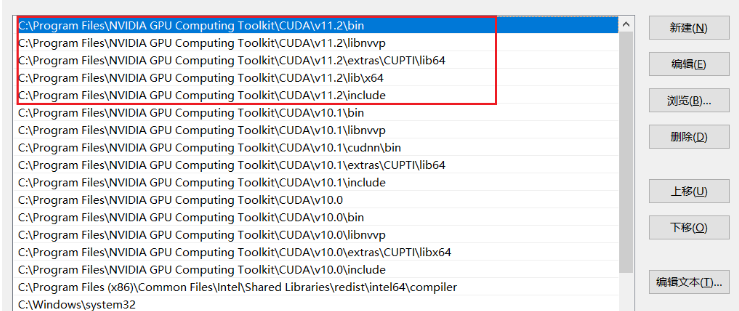 C:\Program Files\NVIDIA GPU Computing Toolkit\CUDA\v11.2\bin
C:\Program Files\NVIDIA GPU Computing Toolkit\CUDA\v11.2\libnvvp
C:\Program Files\NVIDIA GPU Computing Toolkit\CUDA\v11.2\extras\CUPTI\lib64
C:\Program Files\NVIDIA GPU Computing Toolkit\CUDA\v11.2\lib\x64
C:\Program Files\NVIDIA GPU Computing Toolkit\CUDA\v11.2\include
C:\Program Files\NVIDIA GPU Computing Toolkit\CUDA\v10.1\bin
C:\Program Files\NVIDIA GPU Computing Toolkit\CUDA\v10.1\libnvvp
C:\Program Files\NVIDIA GPU Computing Toolkit\CUDA\v10.1\cudnn\bin
C:\Program Files\NVIDIA GPU Computing Toolkit\CUDA\v10.1\extras\CUPTI\lib64
C:\Program Files\NVIDIA GPU Computing Toolkit\CUDA\v10.1\include
C:\Program Files\NVIDIA GPU Computing Toolkit\CUDA\v10.0
C:\Program Files\NVIDIA GPU Computing Toolkit\CUDA\v10.0\bin
C:\Program Files\NVIDIA GPU Computing Toolkit\CUDA\v10.0\libnvvp
C:\Program Files\NVIDIA GPU Computing Toolkit\CUDA\v10.0\extras\CUPTI\libx64
C:\Program Files\NVIDIA GPU Computing Toolkit\CUDA\v10.0\include
C:\Program Files (x86)\Common Files\Intel\Shared Libraries\redist\intel64\compiler
C:\Windows\system32
新建(N)
编辑(E)
浏览(B)...
删除(D)
上移(U)
下移(O)
编辑文本(T)...